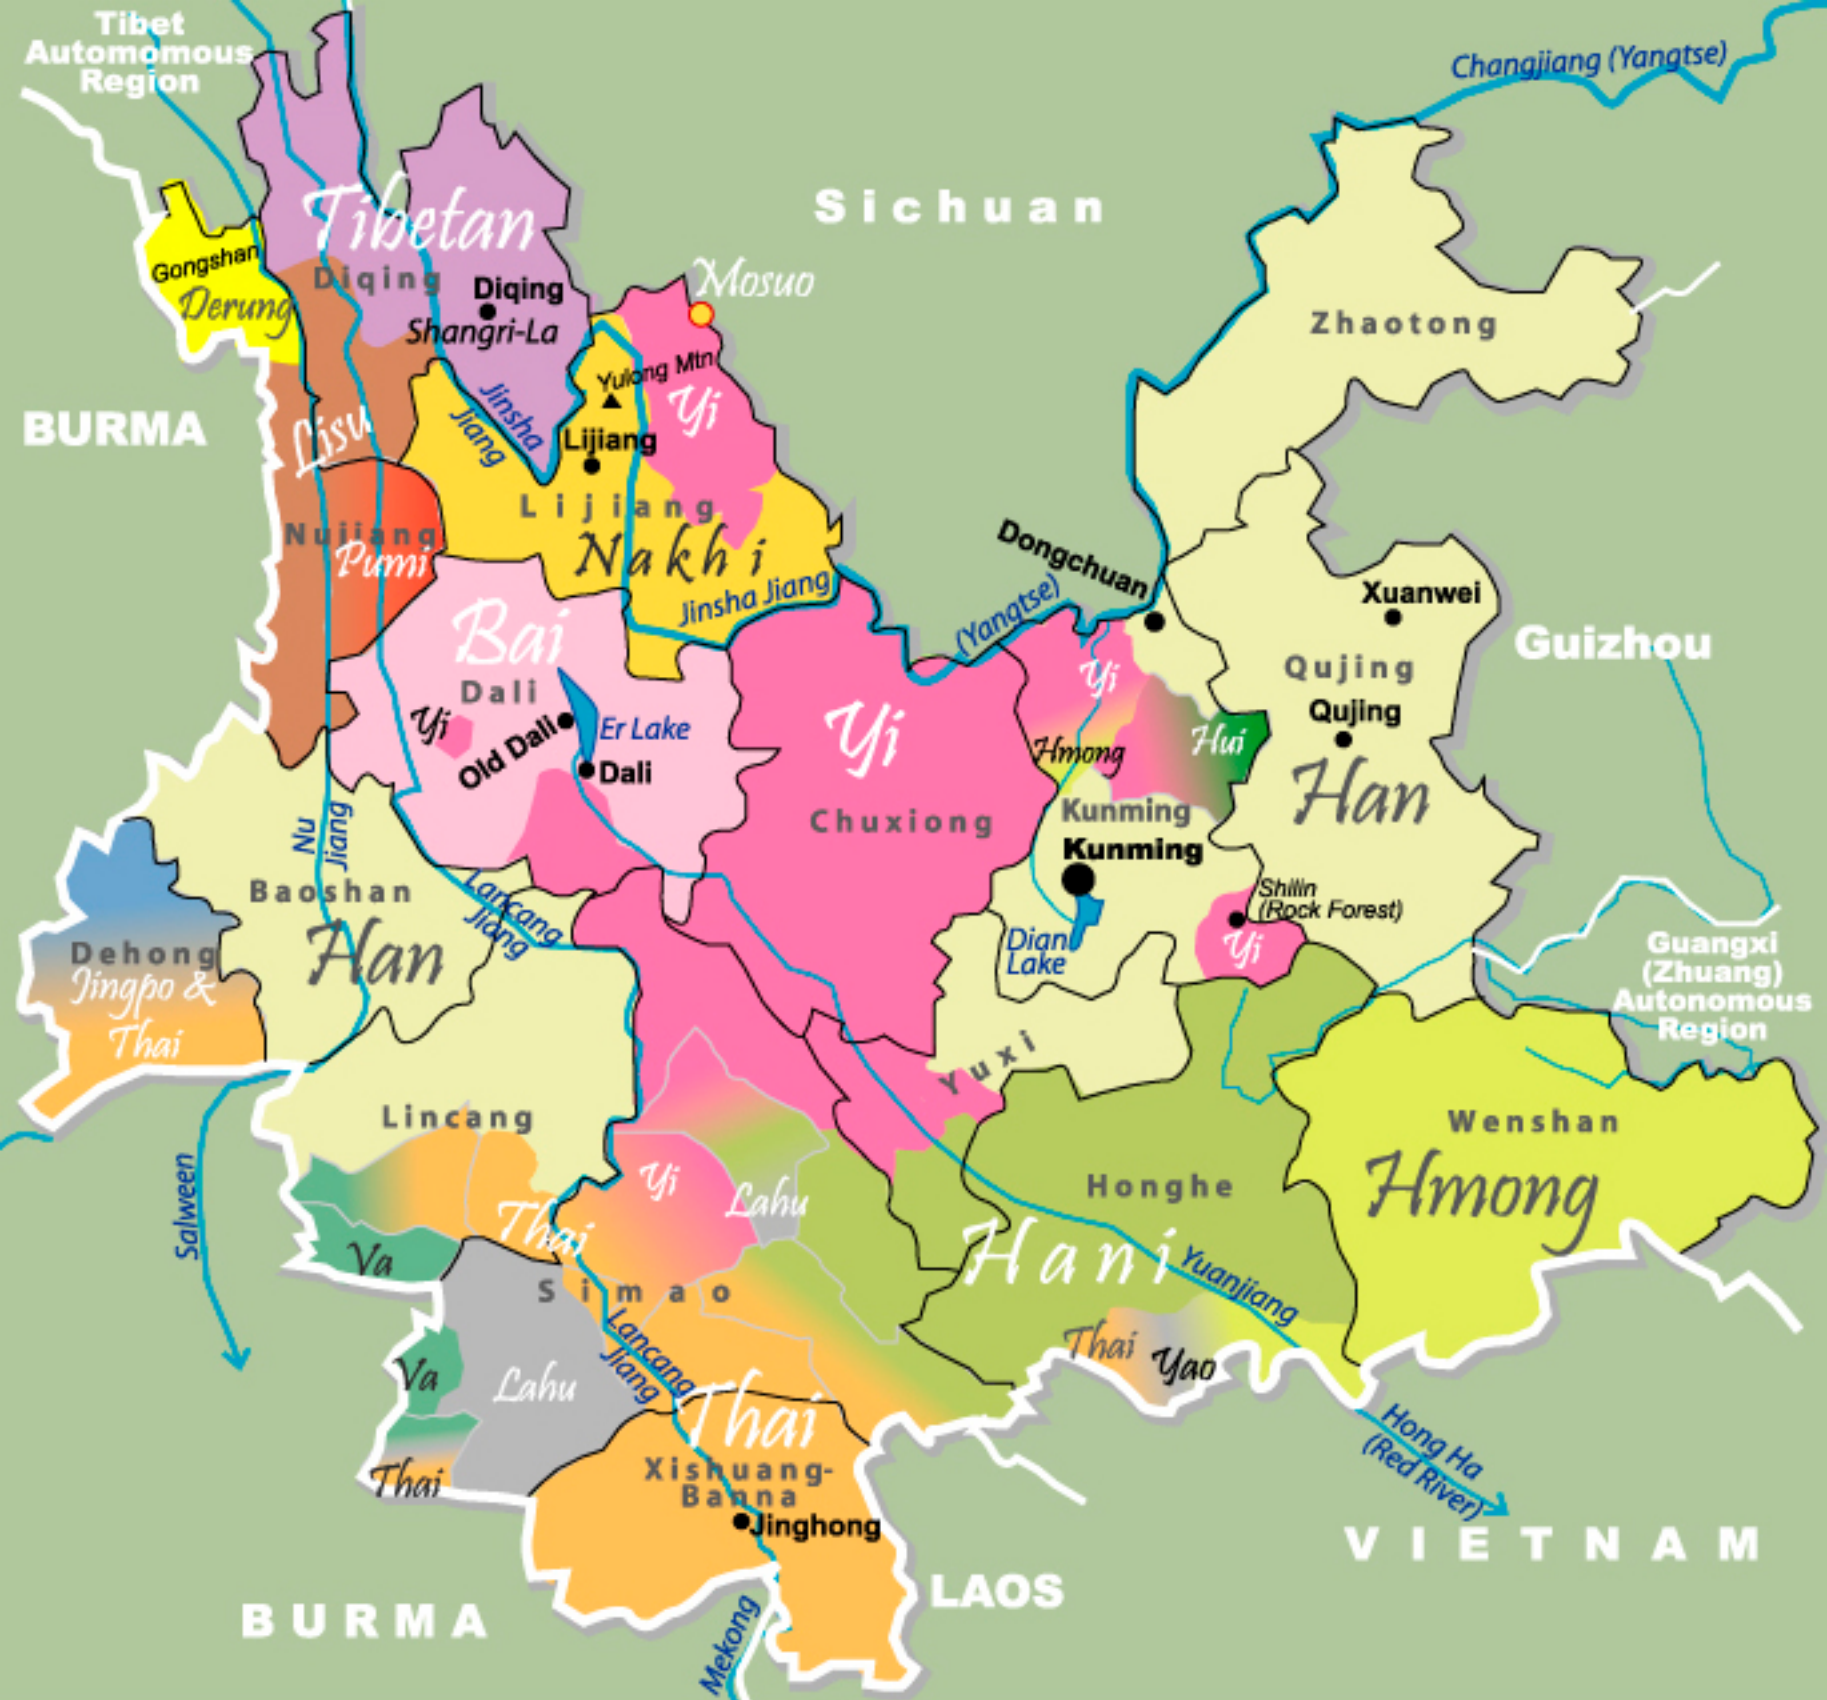 Tibet
Automomous
Region
Changjiang (Yangtse)
Sichuan
Tibetan
Gongshan
Derung
Diqing
Diqing
Shangri-La
Mosuo
Zhaotong
Yulong Mtn
Yi
BURMA
Lisu
Jinsha
Jiang
Lijiang
Lijiang
Nakhi
Nujiang
Pumi
Jinsha Jiang
Dongchuan
(Yangtse)
Xuanwei
Guizhou
Bai
Dali
Yi
Old Dali
Er Lake
Dali
Yi
Chuxiong
Yi
Hmong
Hui
Qujing
Qujing
Han
Kunming
Kunming
Nu
Jiang
Baoshan
Han
Lancang
Jiang
Dehong
Jingpo &
Thai
Shilin
(Rock Forest)
Yi
Dian
Lake
Guangxi
(Zhuang)
Autonomous
Region
Yuxi
Lincang
Wenshan
Hmong
Salween
Yi
Lahu
Honghe
Hani
Thai
Va
Simao
Yuanjiang
Lancang
Jiang
Va
Lahu
Thai
Yao
Thai
Thai
Xishuang-
Banna
Jinghong
Hong Ha
(Red River)
VIETNAM
LAOS
BURMA
Mekong